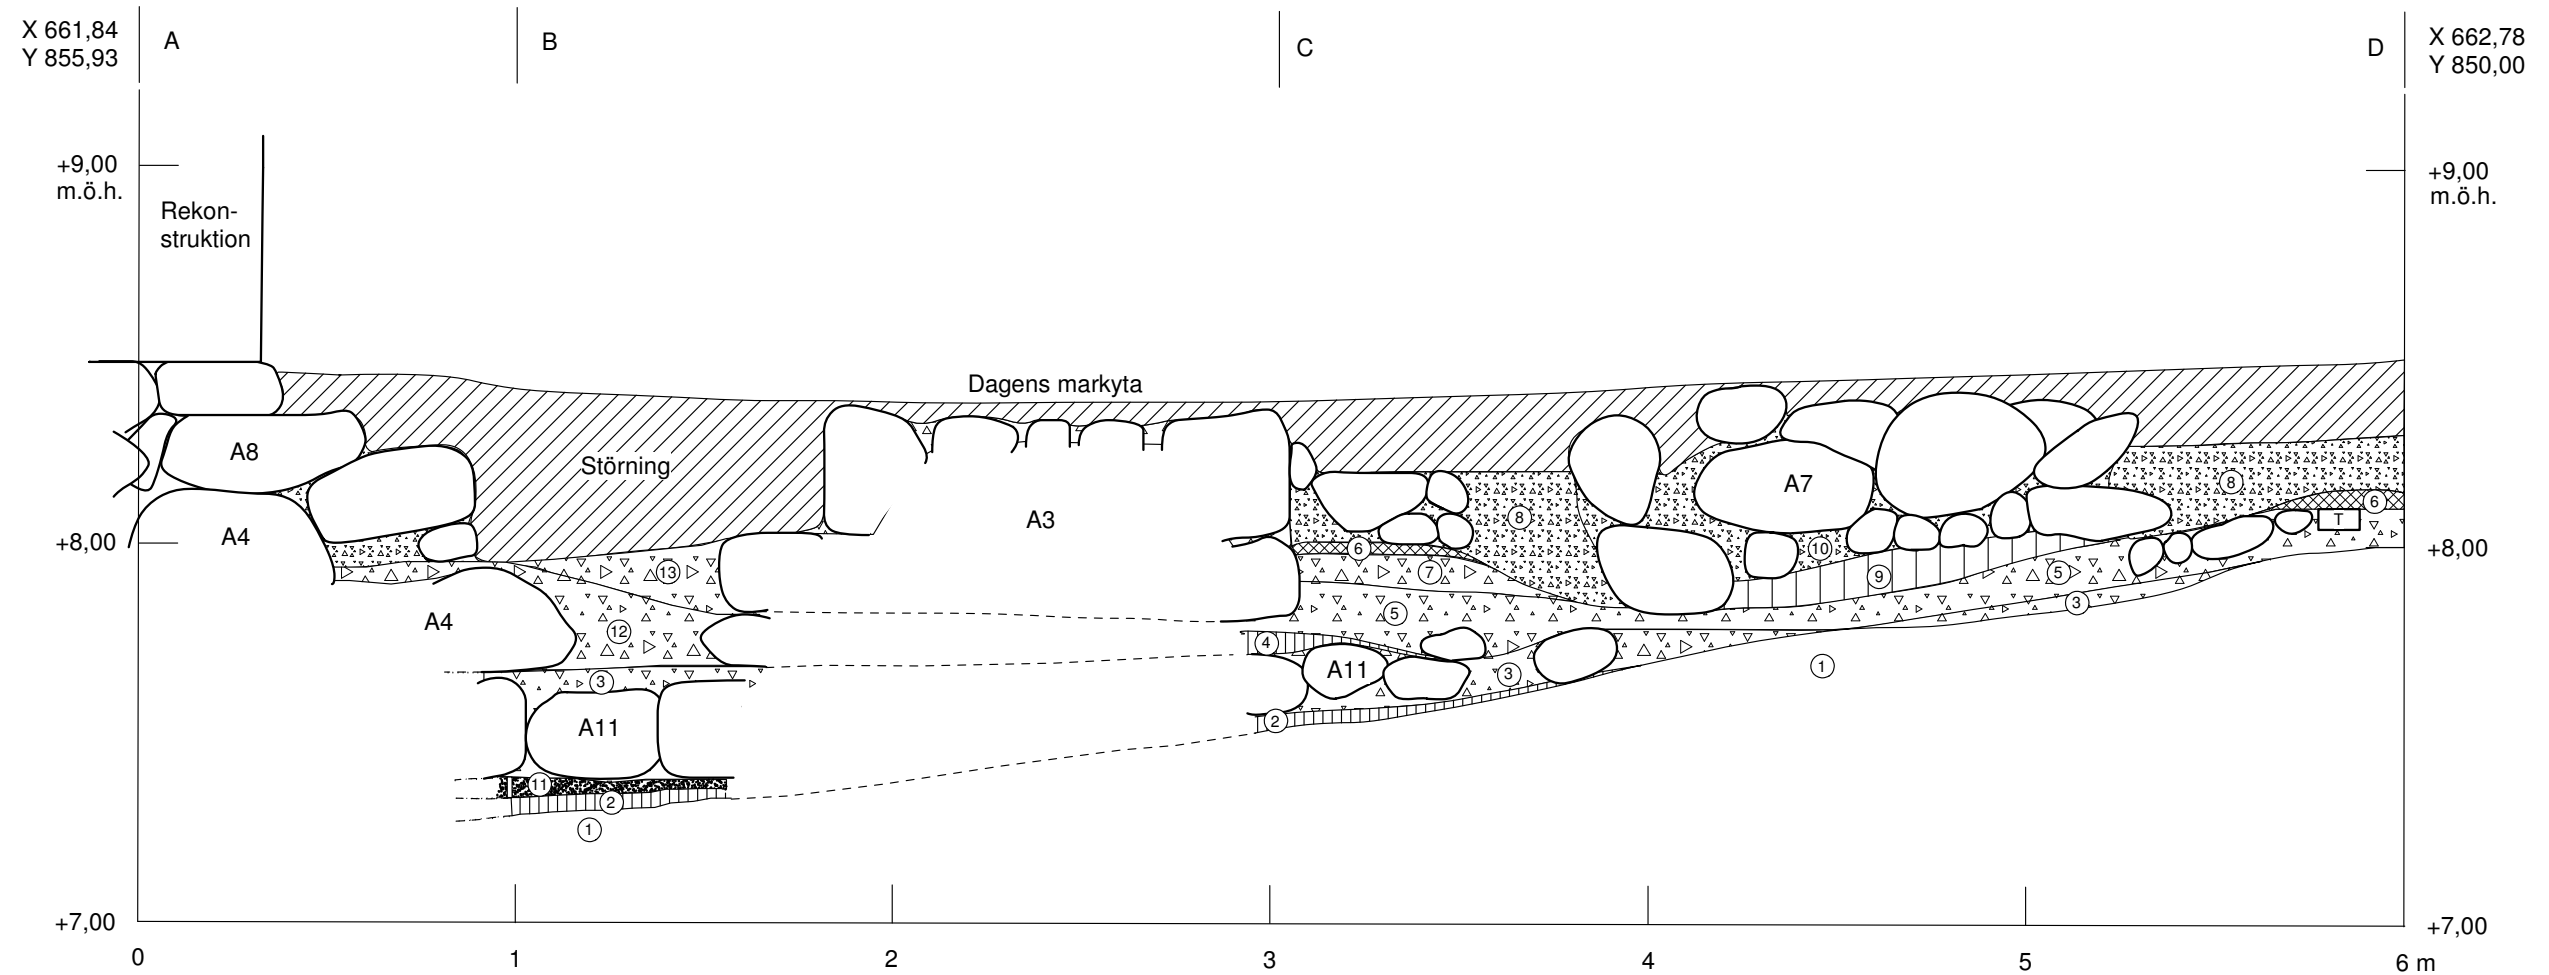 X 661,84
Y 855,93
A
B
C
D
X 662,78
Y 850,00
+9,00
m.ö.h.
+9,00
m.ö.h.
Rekon-
struktion
Dagens markyta
Störning
A8
A4
A4
A3
A7
A11
A11
+8,00
+8,00
8
8
6
6
T
10
13
7
9
5
5
12
3
4
3
3
1
2
11
2
1
+7,00
+7,00
0
1
2
3
4
5
6 m